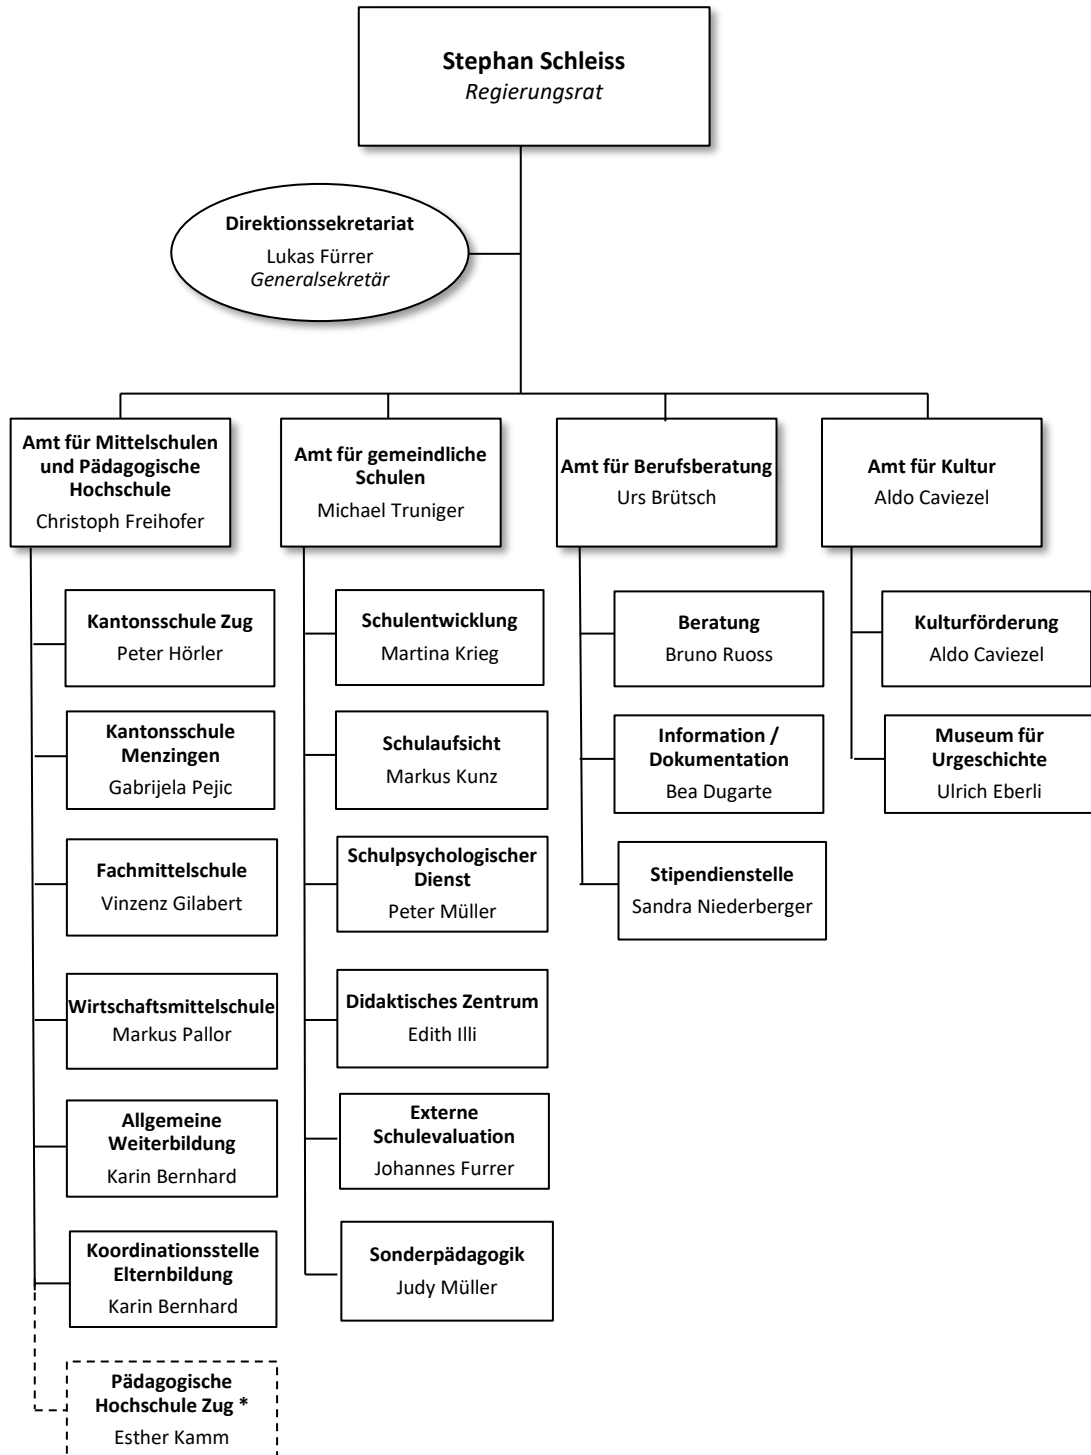 Stephan Schleiss
Regierungsrat
Direktionssekretariat
Lukas Fürrer
Generalsekretär
Amt für Mittelschulen
und Pädagogische
Hochschule
Christoph Freihofer
Kantonsschule Zug
Peter Hörler
Kantonsschule
Menzingen
Gabrijela Pejic
Fachmittelschule
Vinzenz Gilabert
Wirtschaftsmittelschule
Markus Pallor
Allgemeine
Weiterbildung
Karin Bernhard
Koordinationsstelle
Elternbildung
Karin Bernhard
Pädagogische
Hochschule Zug *
Esther Kamm
Amt für gemeindliche
Schulen
Michael Truniger
Schulentwicklung
Martina Krieg
Schulaufsicht
Markus Kunz
Schulpsychologischer
Dienst
Peter Müller
Didaktisches Zentrum
Edith Illi
Externe
Schulevaluation
Johannes Furrer
Sonderpädagogik
Judy Müller
Amt für Berufsberatung
Urs Brütsch
Beratung
Bruno Ruoss
Information /
Dokumentation
Bea Dugarte
Stipendienstelle
Sandra Niederberger
Amt für Kultur
Aldo Caviezel
Kulturförderung
Aldo Caviezel
Museum für
Urgeschichte
Ulrich Eberli